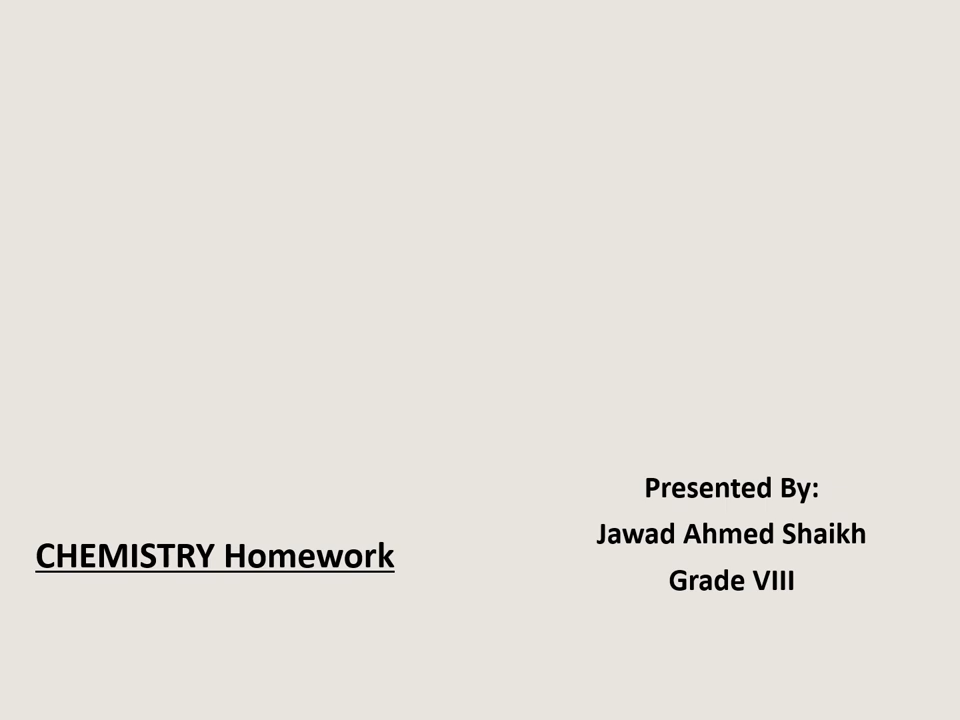 CHEMISTRY Homework
Presented By:
Jawad Ahmed Shaikh
Grade VIII